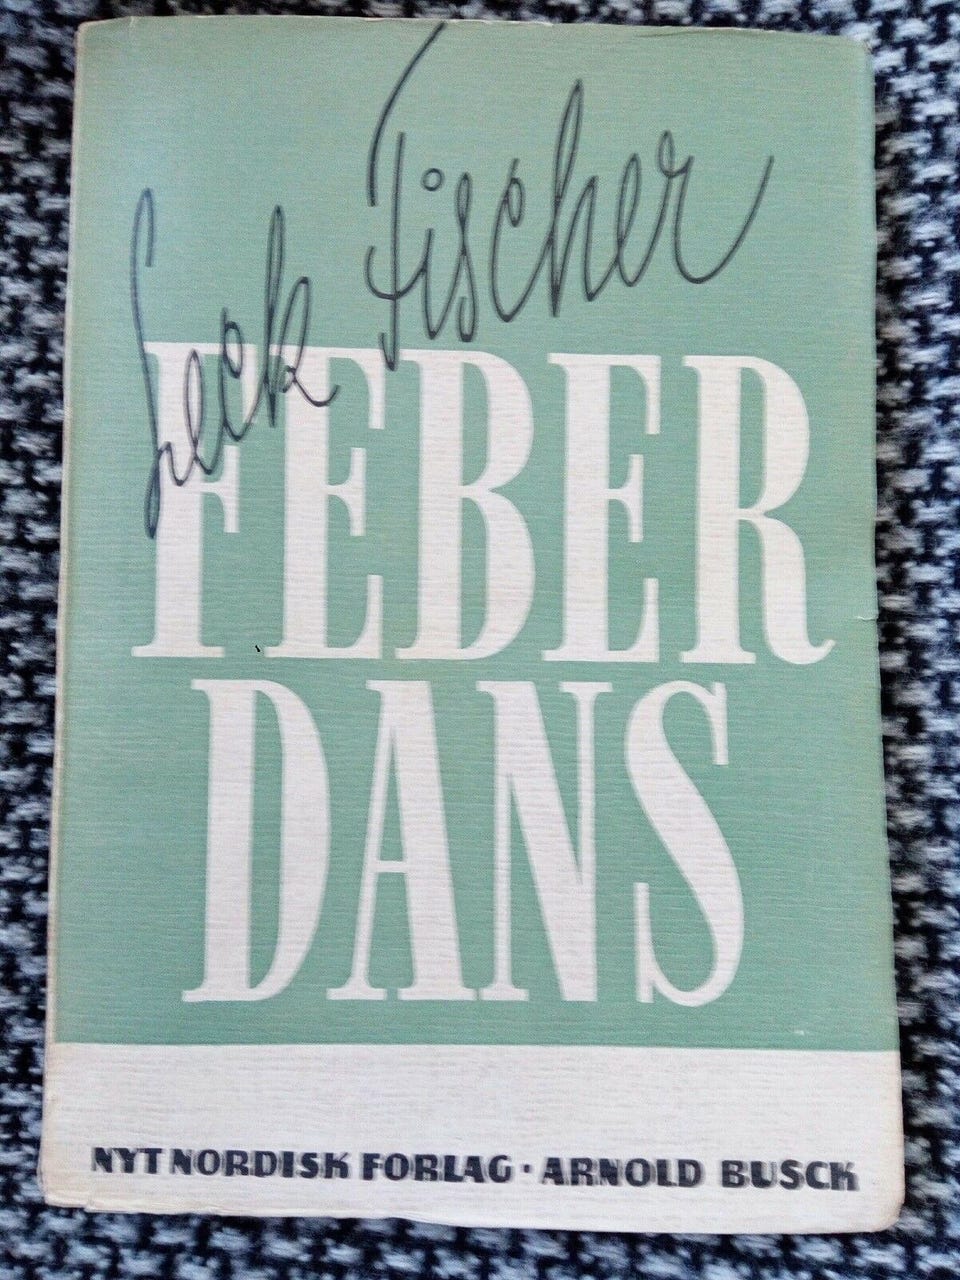 Leck Fischer
FEBER
DANS
NYT NORDISK FORLAG · ARNOLD BUSCK